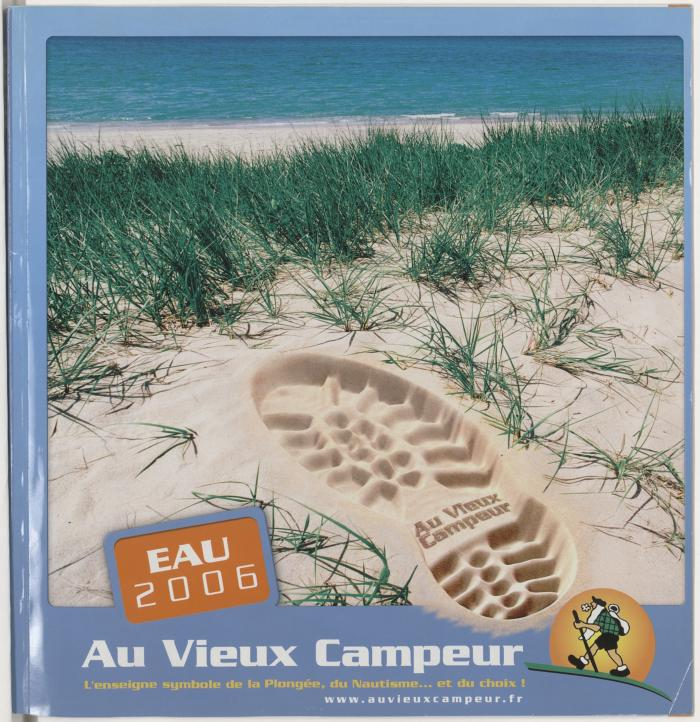 Au Vieux
Campeur
EAU
2006
Au Vieux Campeur
L'enseigne symbole de la Plongée, du Nautisme... et du choix !
www.auvieuxcampeur.fr